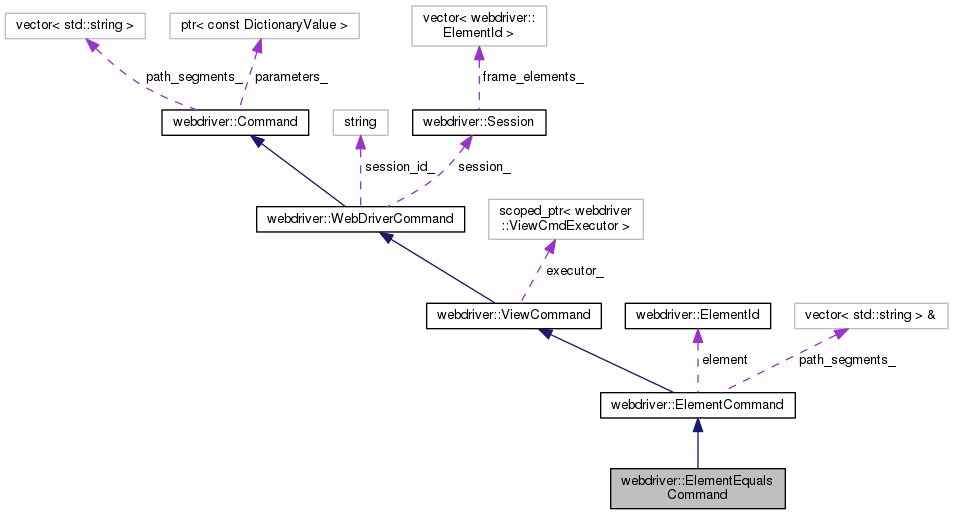 vector< std::string >
ptr< const DictionaryValue >
vector< webdriver::
ElementId >
path_segments_
parameters_
frame_elements_
webdriver::Command
string
webdriver::Session
session_id_
session_
webdriver::WebDriverCommand
scoped_ptr< webdriver
::ViewCmdExecutor >
executor_
webdriver::ViewCommand
webdriver::ElementId
vector< std::string > &
element
path_segments_
webdriver::ElementCommand
webdriver::ElementEquals
Command